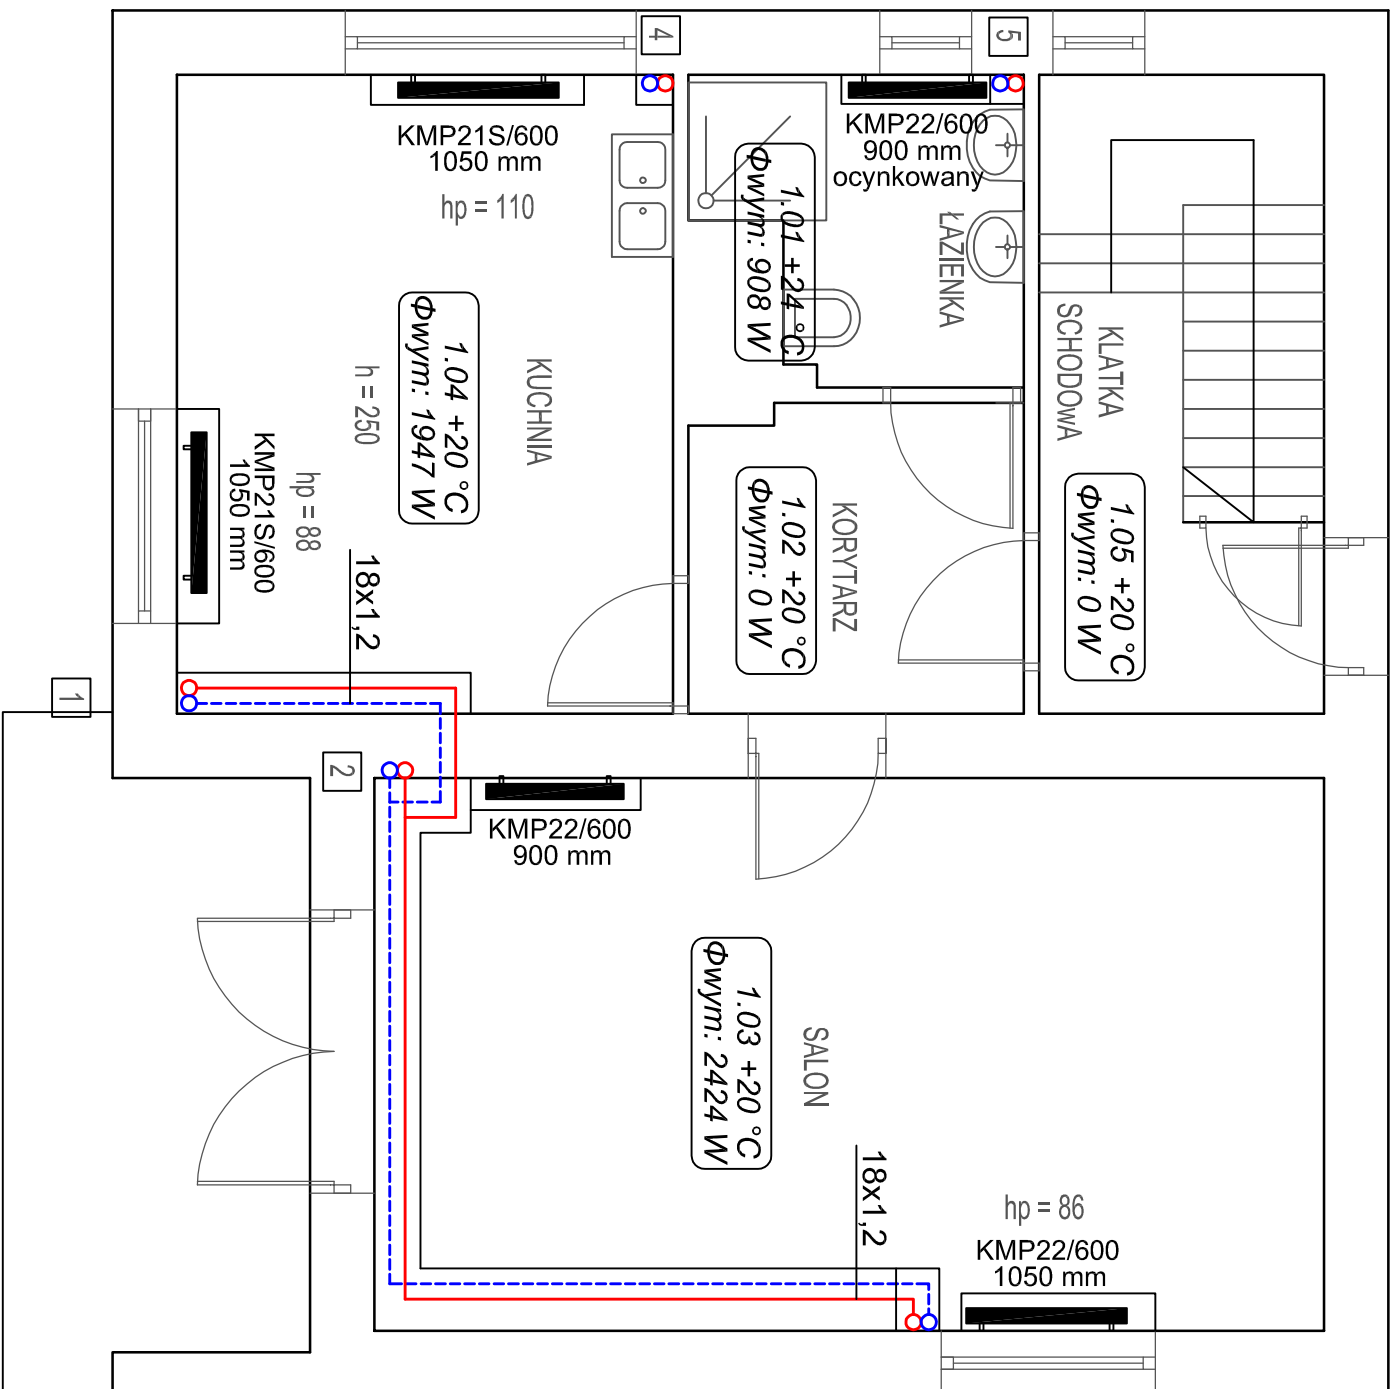 4
5
KMP21S/600
1050 mm
hp = 110
KMP22/600
900 mm
ocynkowany
1.01 +24 °C
Φwym: 908 W
ŁAZIENKA
KLATKA
SCHODOwA
KUCHNIA
1.04 +20 °C
Φwym: 1947 W
h = 250
KMP21S/600
1050 mm
hp = 88
18x1,2
KORYTARZ
1.02 +20 °C
Φwym: 0 W
1.05 +20 °C
Φwym: 0 W
1
2
KMP22/600
900 mm
SALON
1.03 +20 °C
Φwym: 2424 W
18x1,2
hp = 86
KMP22/600
1050 mm